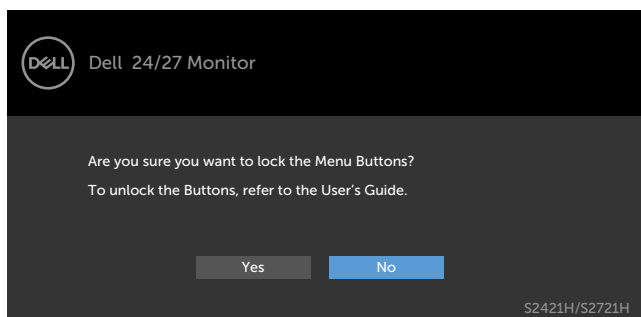 DELL
Dell 24/27 Monitor
Are you sure you want to lock the Menu Buttons?
To unlock the Buttons, refer to the User's Guide.
Yes No
S2421H/S2721H